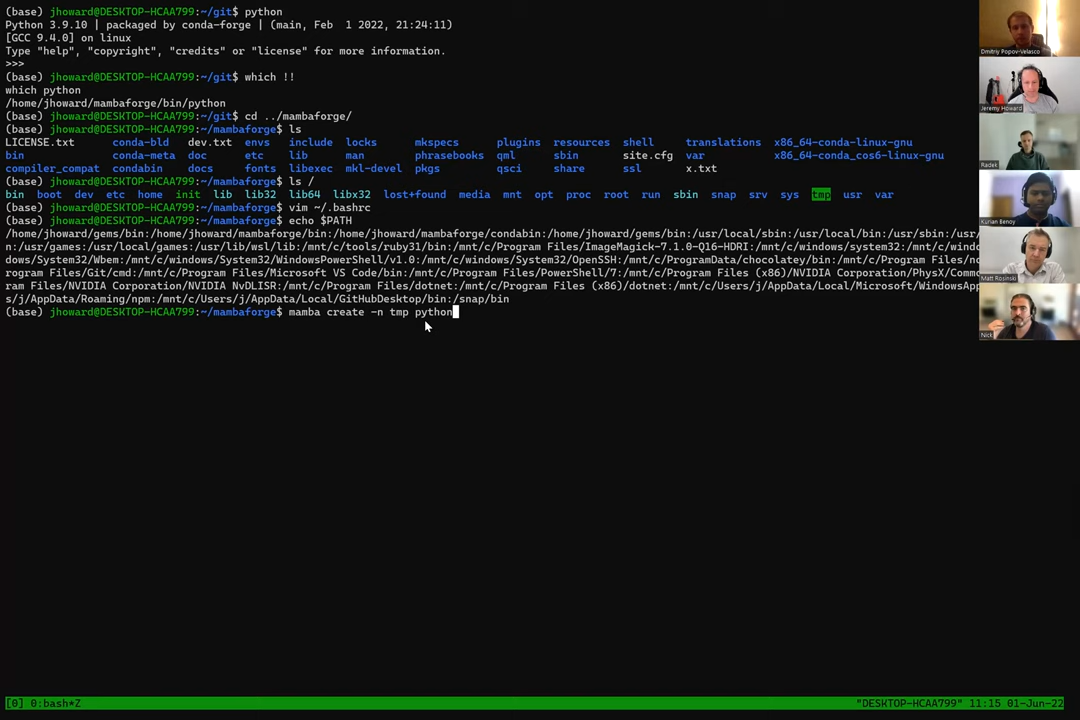 (base) jhoward@DESKTOP-HCAA799:~/git$ python
Python 3.9.10 | packaged by conda-forge | (main, Feb  1 2022, 21:24:11)
[GCC 9.4.0] on linux
Type "help", "copyright", "credits" or "license" for more information.
>>>
(base) jhoward@DESKTOP-HCAA799:~/git$ which !!
which python
/home/jhoward/mambaforge/bin/python
(base) jhoward@DESKTOP-HCAA799:~/git$ cd ../mambaforge/
(base) jhoward@DESKTOP-HCAA799:~/mambaforge$ ls
LICENSE.txt conda-bld dev.txt envs include locks mkspecs plugins resources shell translations x86_64-conda-linux-gnu
bin conda-meta doc etc lib man phrasebooks qml sbin site.cfg var x86_64-conda_cos6-linux-gnu
compiler_compat condabin docs fonts libexec mkl-devel pkgs qsci share ssl x.txt
(base) jhoward@DESKTOP-HCAA799:~/mambaforge$ ls /
bin boot dev etc home init lib lib32 lib64 libx32 lost+found media mnt opt proc root run sbin snap srv sys tmp usr var
(base) jhoward@DESKTOP-HCAA799:~/mambaforge$ vim ~/.bashrc
(base) jhoward@DESKTOP-HCAA799:~/mambaforge$ echo $PATH
/home/jhoward/gems/bin:/home/jhoward/mambaforge/bin:/home/jhoward/mambaforge/condabin:/home/jhoward/gems/bin:/usr/local/sbin:/usr/local/bin:/usr/sbin:/usr/
n:/usr/games:/usr/local/games:/usr/lib/wsl/lib:/mnt/c/tools/ruby31/bin:/mnt/c/Program Files/ImageMagick-7.1.0-Q16-HDRI:/mnt/c/windows/system32:/mnt/c/wind
ows/System32/Wbem:/mnt/c/windows/System32/WindowsPowerShell/v1.0:/mnt/c/windows/System32/OpenSSH:/mnt/c/ProgramData/chocolatey/bin:/mnt/c/Program Files/no
rogram Files/Git/cmd:/mnt/c/Program Files/Microsoft VS Code/bin:/mnt/c/Program Files/PowerShell/7:/mnt/c/Program Files (x86)/NVIDIA Corporation/PhysX/Comm
ram Files/NVIDIA Corporation/NVIDIA NvDLISR:/mnt/c/Program Files/dotnet:/mnt/c/Program Files (x86)/dotnet:/mnt/c/Users/j/AppData/Local/Microsoft/WindowsApp
s/j/AppData/Roaming/npm:/mnt/c/Users/j/AppData/Local/GitHubDesktop/bin:/snap/bin
(base) jhoward@DESKTOP-HCAA799:~/mambaforge$ mamba create -n tmp python
[0] 0:bash*Z "DESKTOP-HCAA799" 11:15 01-Jun-22
Dmitriy Popov-Velasco
Jeremy Howard
Radek
Kurian Benoy
Matt Rosinski
Nick